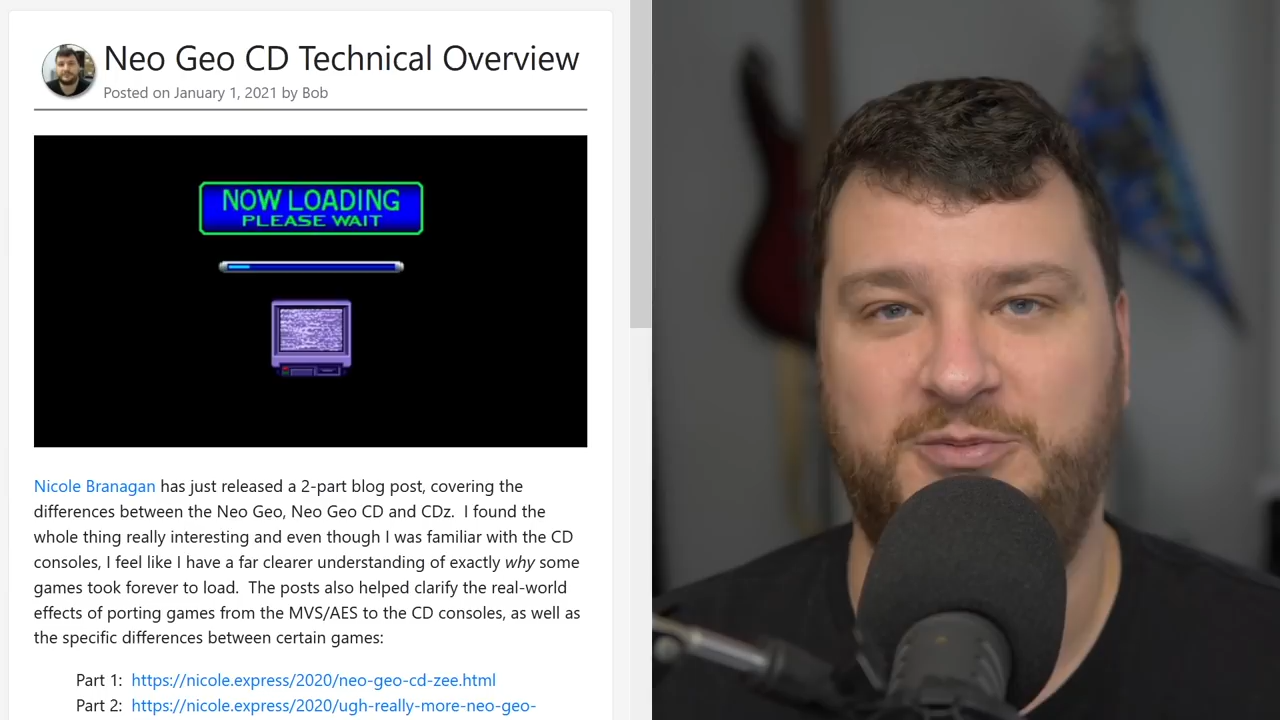 Neo Geo CD Technical Overview
Posted on January 1, 2021 by Bob
NOW LOADING
PLEASE WAIT
Nicole Branagan has just released a 2-part blog post, covering the
differences between the Neo Geo, Neo Geo CD and CDz.  I found the
whole thing really interesting and even though I was familiar with the CD
consoles, I feel like I have a far clearer understanding of exactly why some
games took forever to load.  The posts also helped clarify the real-world
effects of porting games from the MVS/AES to the CD consoles, as well as
the specific differences between certain games:
Part 1:  https://nicole.express/2020/neo-geo-cd-zee.html
Part 2:  https://nicole.express/2020/ugh-really-more-neo-geo-